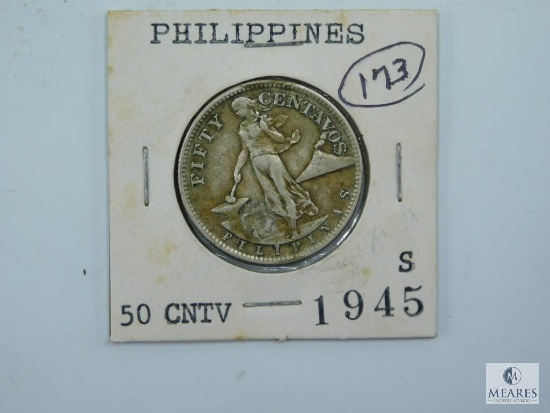 PHILIPPINES
173
FIFTY CENTAVOS
FILIPINAS
S
50 CNTV 1945
M
MEARES